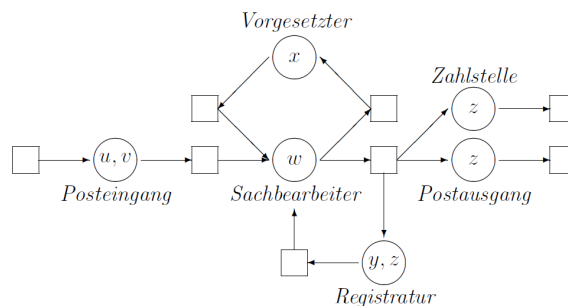 Vorgesetzter
x
Zahlstelle
z
u, v
w
z
Posteingang
Sachbearbeiter
Postausgang
y, z
Registratur